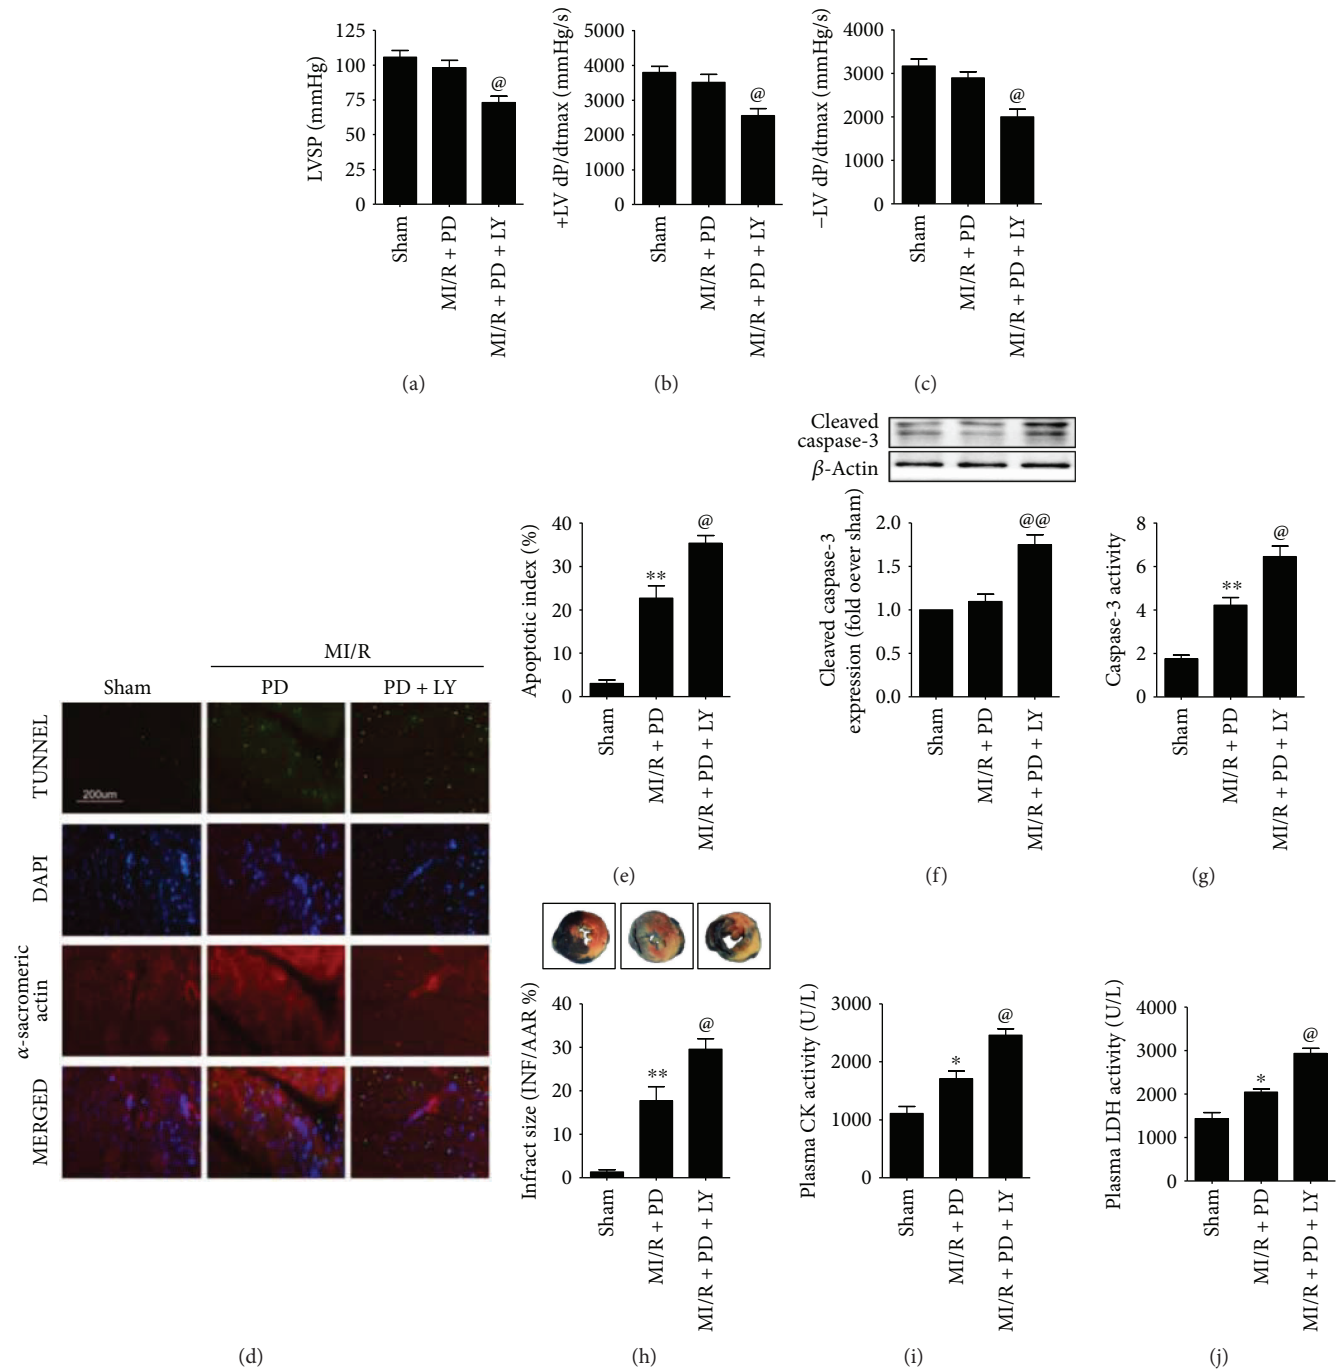 LVSP (mmHg)
125
100
75
50
25
0
@
Sham
MI/R + PD
MI/R + PD + LY
(a)
+LV dP/dtmax (mmHg/s)
5000
4000
3000
2000
1000
0
@
Sham
MI/R + PD
MI/R + PD + LY
(b)
−LV dP/dtmax (mmHg/s)
4000
3000
2000
1000
0
@
Sham
MI/R + PD
MI/R + PD + LY
(c)
MI/R
Sham
PD
PD + LY
TUNNEL
200um
DAPI
α-sacromeric
actin
MERGED
(d)
Apoptotic index (%)
40
30
20
10
0
**
@
Sham
MI/R + PD
MI/R + PD + LY
(e)
Cleaved
caspase-3
β-Actin
Cleaved caspase-3
expression (fold oever sham)
2.0
1.5
1.0
0.5
0.0
@@
Sham
MI/R + PD
MI/R + PD + LY
(f)
Caspase-3 activity
8
6
4
2
0
**
@
Sham
MI/R + PD
MI/R + PD + LY
(g)
Infract size (INF/AAR %)
40
30
20
10
0
**
@
Sham
MI/R + PD
MI/R + PD + LY
(h)
Plasma CK activity (U/L)
3000
2000
1000
0
*
@
Sham
MI/R + PD
MI/R + PD + LY
(i)
Plasma LDH activity (U/L)
4000
3000
2000
1000
0
*
@
Sham
MI/R + PD
MI/R + PD + LY
(j)